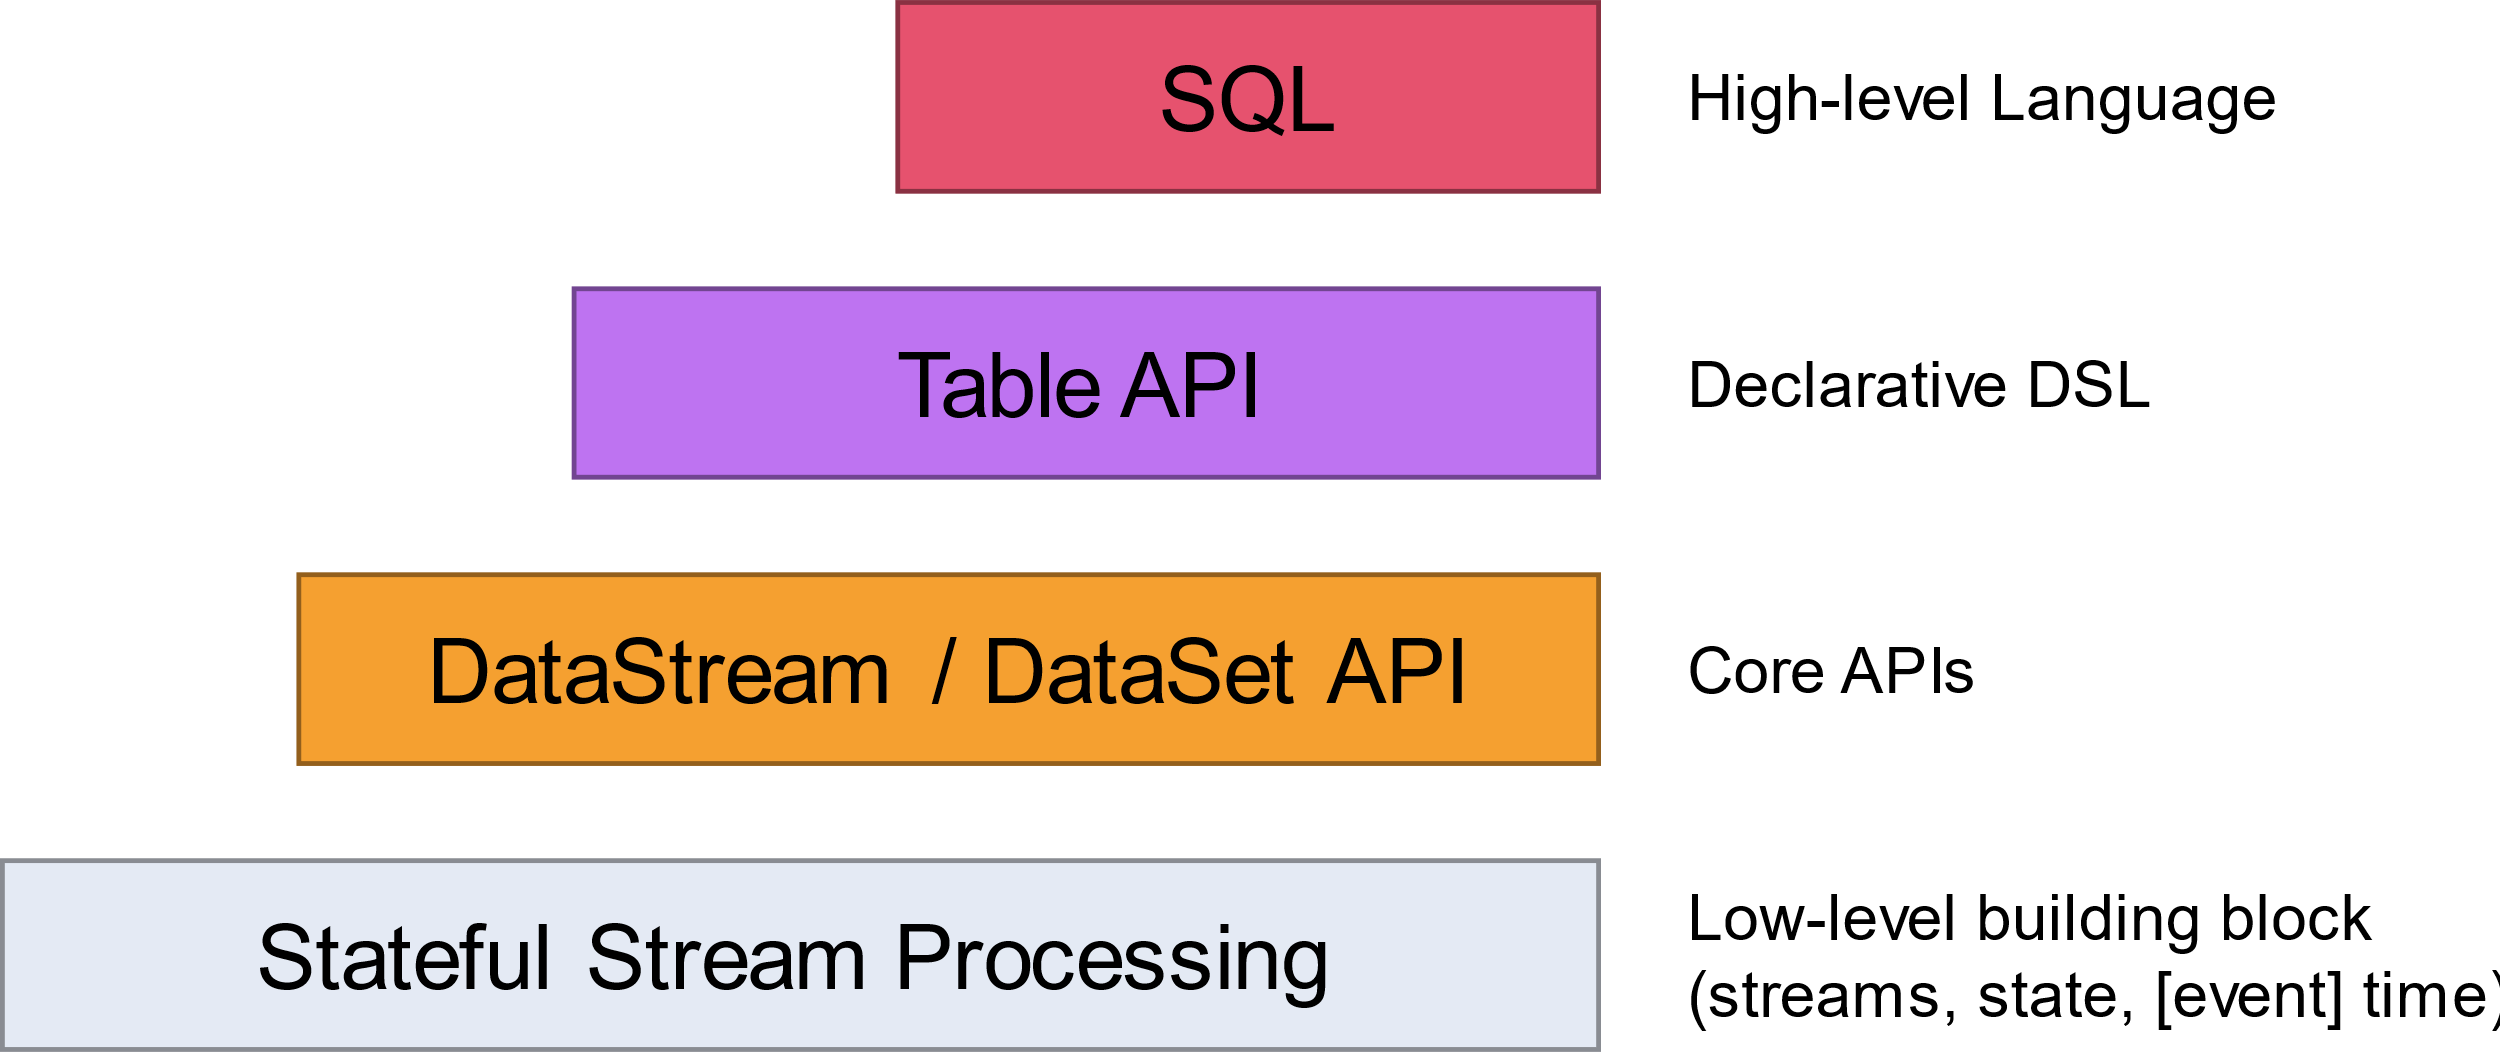 SQL
High-level Language
Table API
Declarative DSL
DataStream / DataSet API
Core APIs
Stateful Stream Processing
Low-level building block
(streams, state, [event] time)